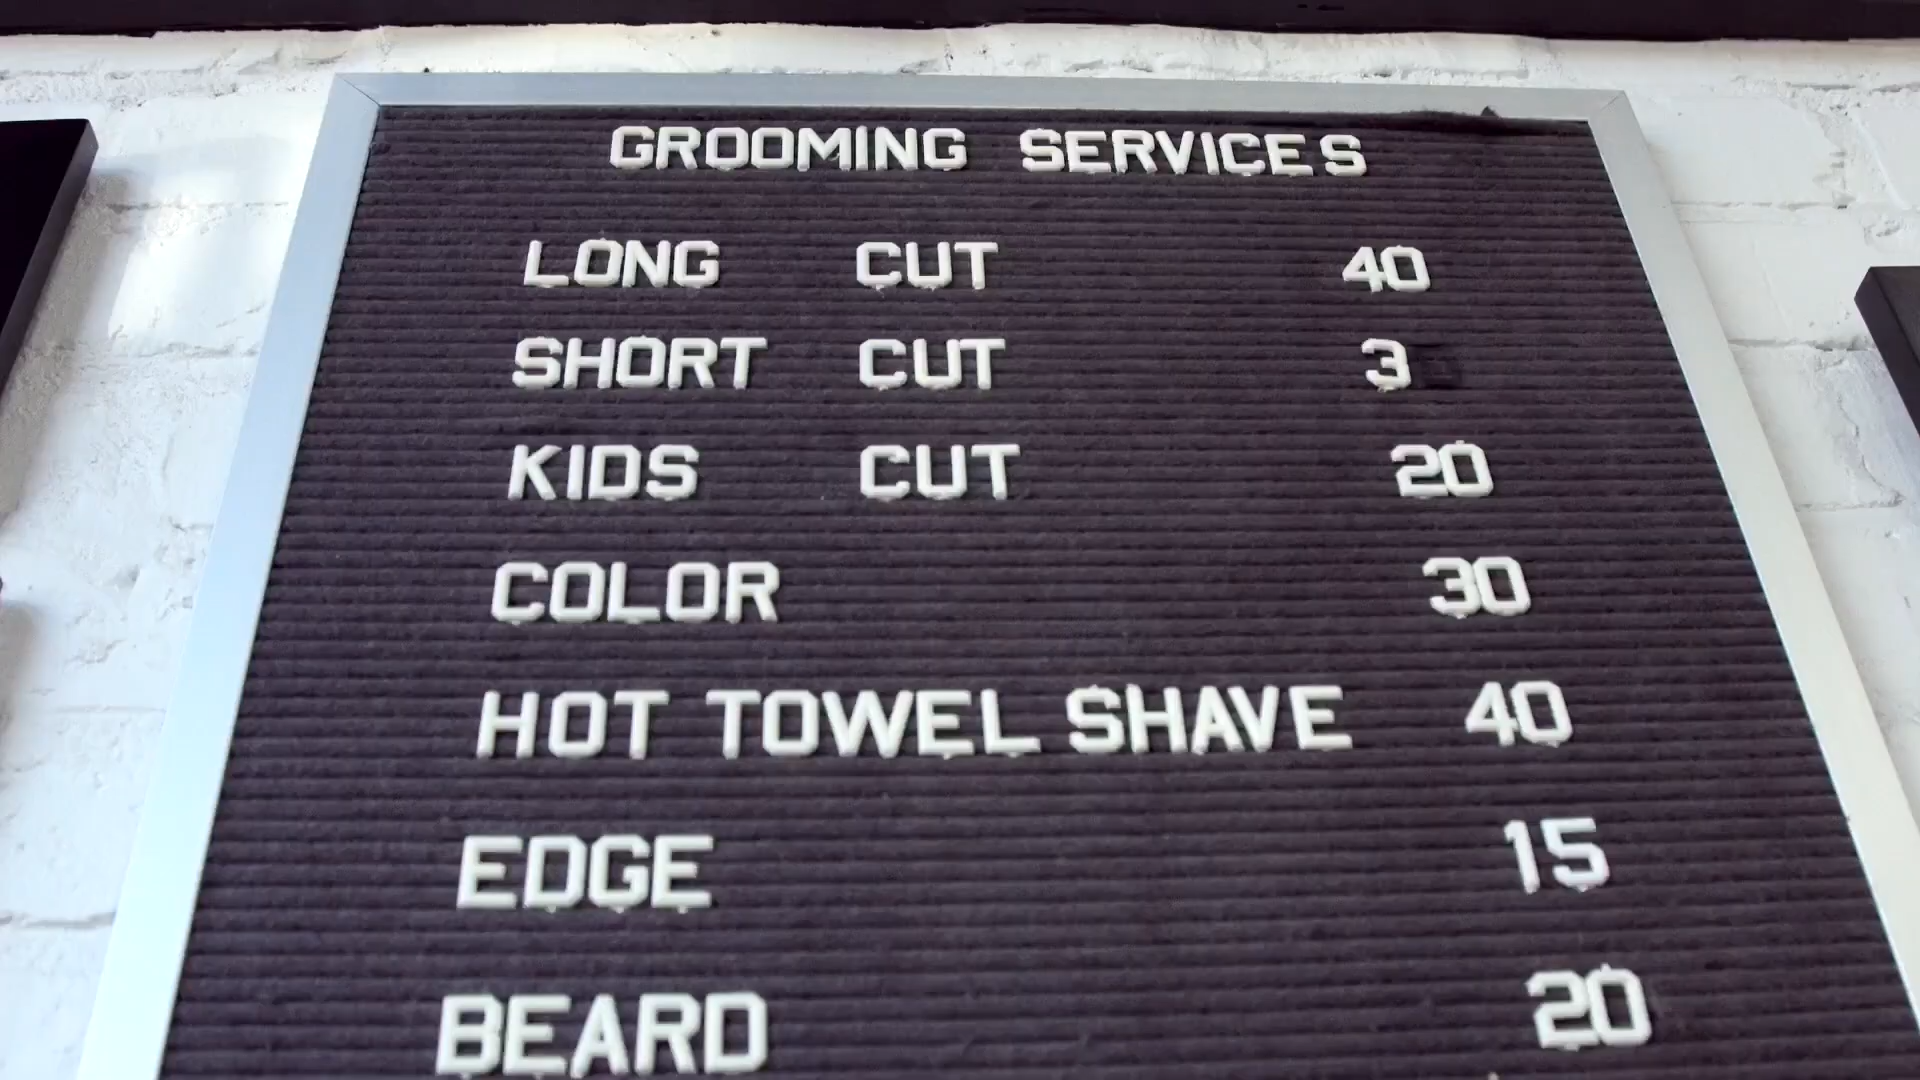 GROOMING SERVICES
LONG CUT 40
SHORT CUT 3
KIDS CUT 20
COLOR 30
HOT TOWEL SHAVE 40
EDGE 15
BEARD 20